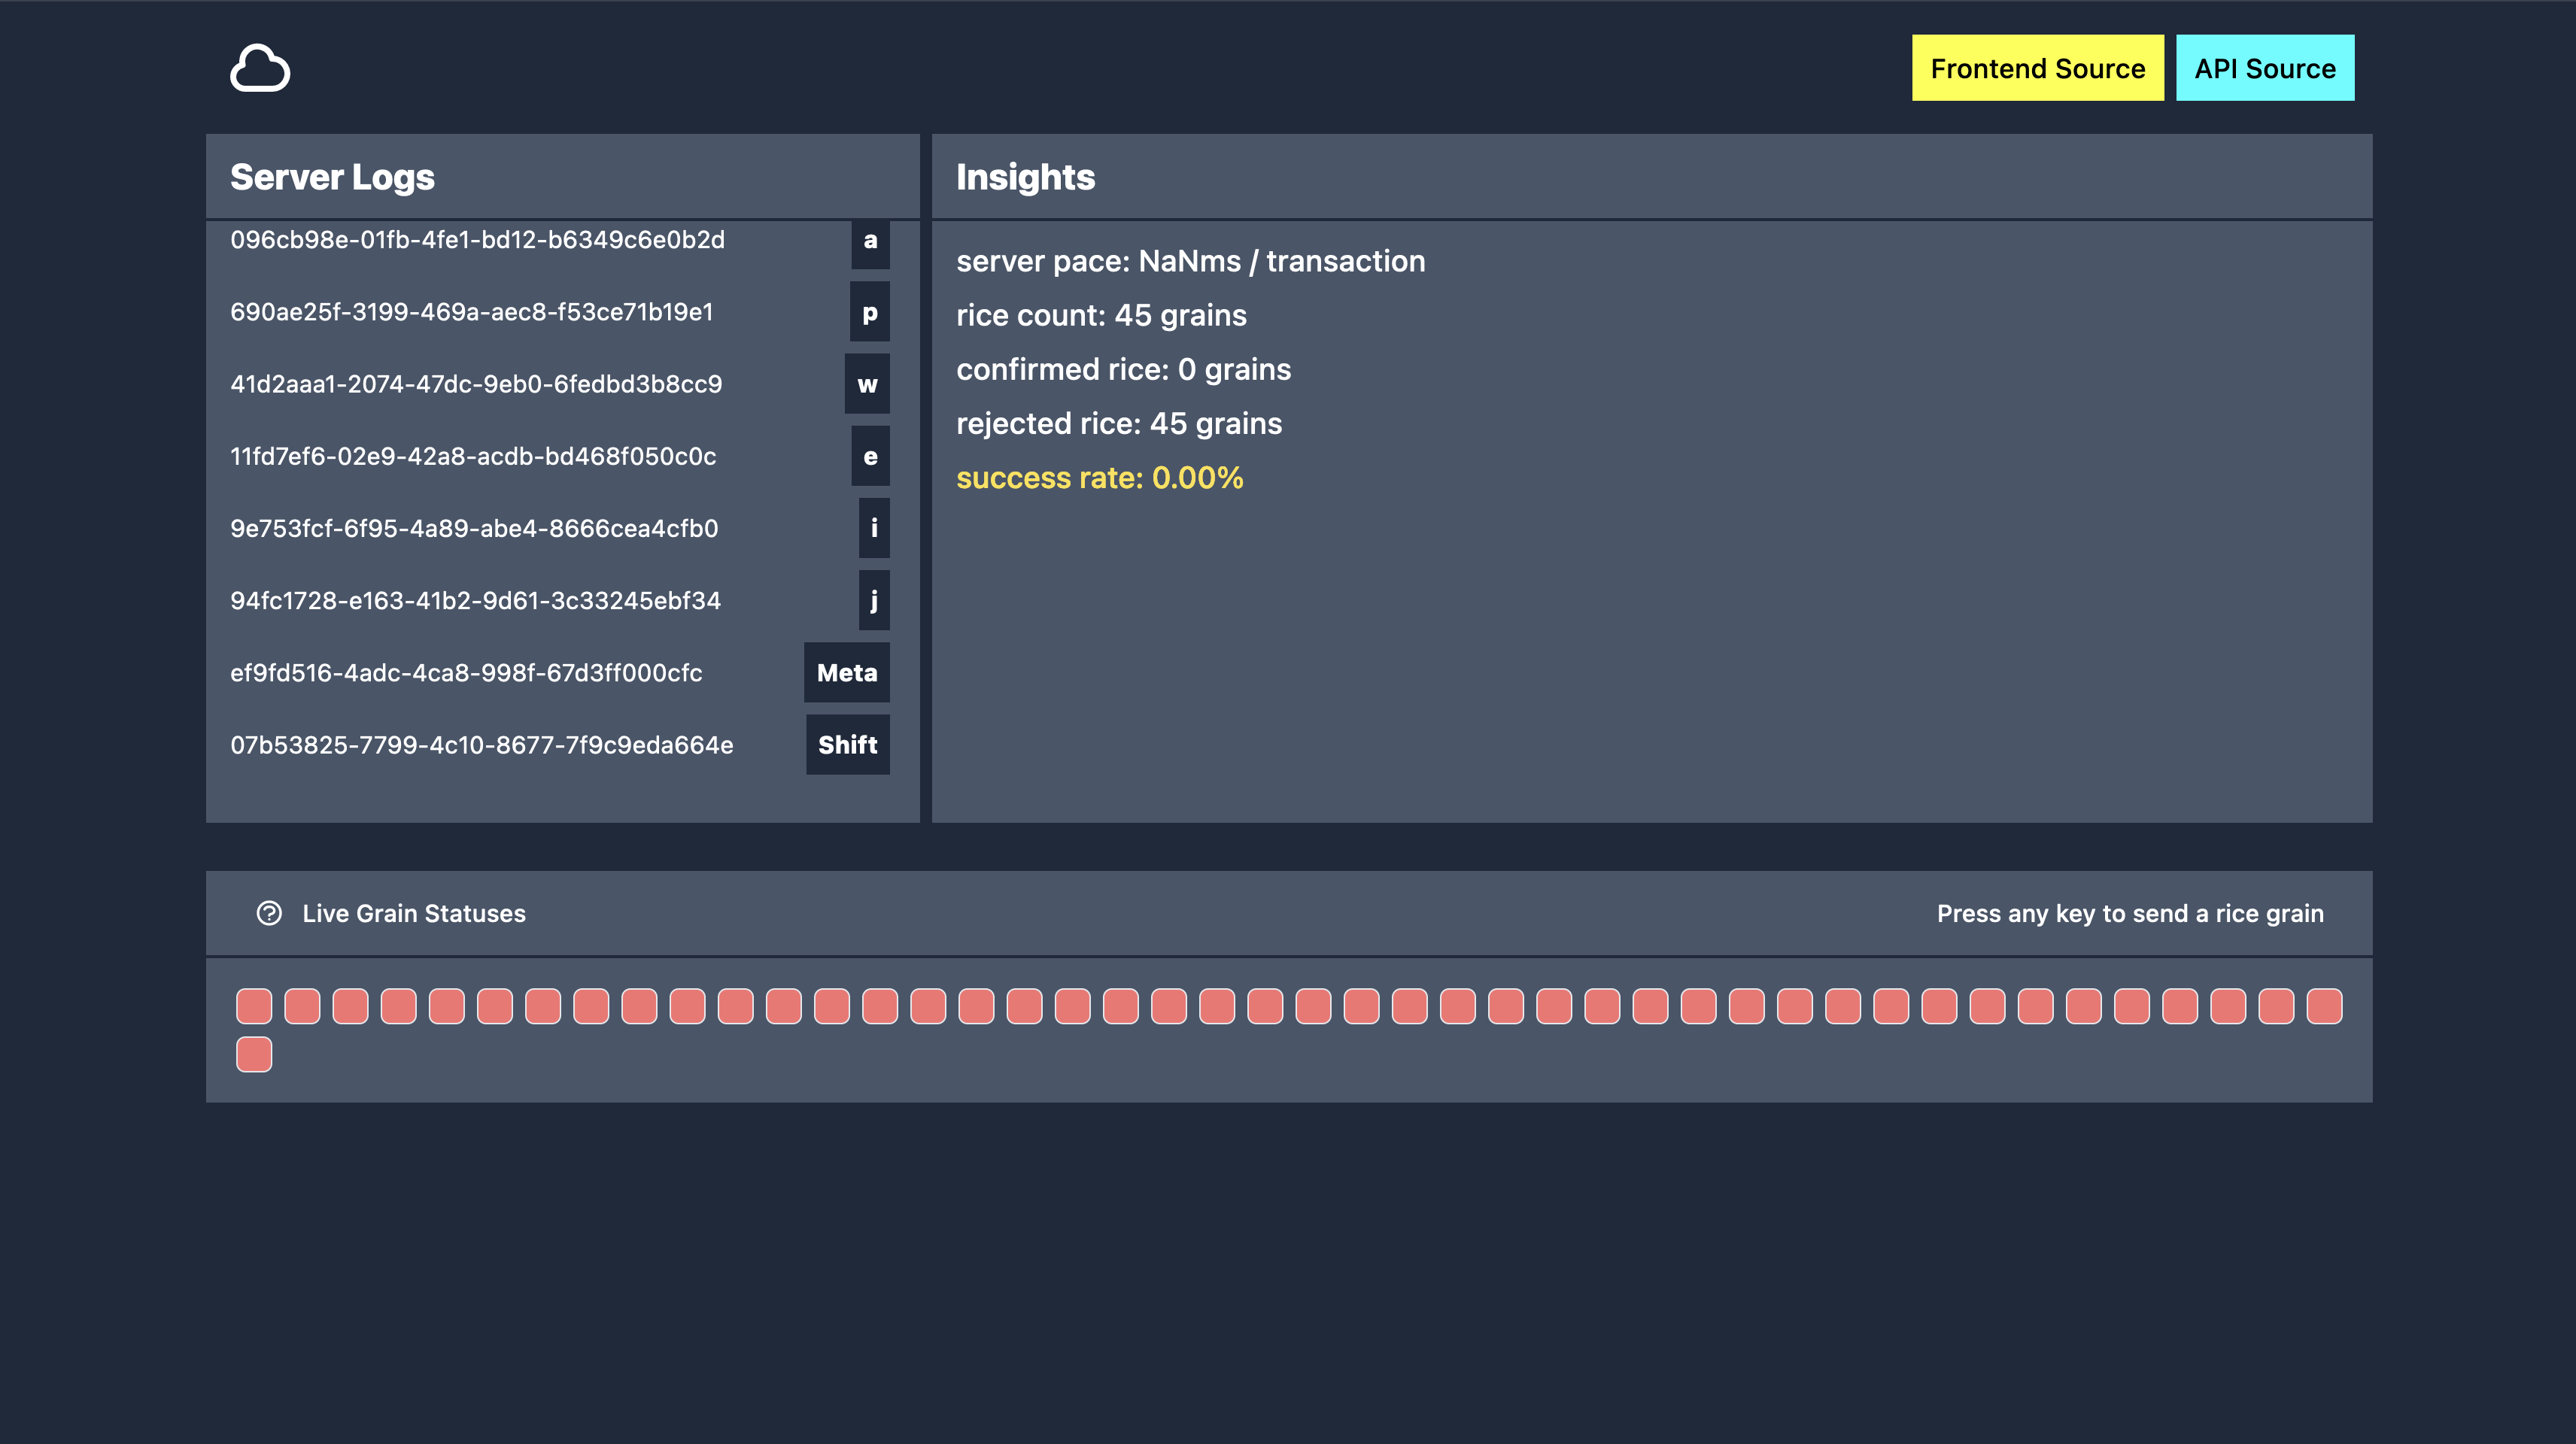 Frontend Source
API Source
Server Logs
096cb98e-01fb-4fe1-bd12-b6349c6e0b2d a
690ae25f-3199-469a-aec8-f53ce71b19e1 p
41d2aaa1-2074-47dc-9eb0-6fedbd3b8cc9 w
11fd7ef6-02e9-42a8-acdb-bd468f050c0c e
9e753fcf-6f95-4a89-abe4-8666cea4cfb0 i
94fc1728-e163-41b2-9d61-3c33245ebf34 j
ef9fd516-4adc-4ca8-998f-67d3ff000cfc Meta
07b53825-7799-4c10-8677-7f9c9eda664e Shift
Insights
server pace: NaNms / transaction
rice count: 45 grains
confirmed rice: 0 grains
rejected rice: 45 grains
success rate: 0.00%
Live Grain Statuses
Press any key to send a rice grain